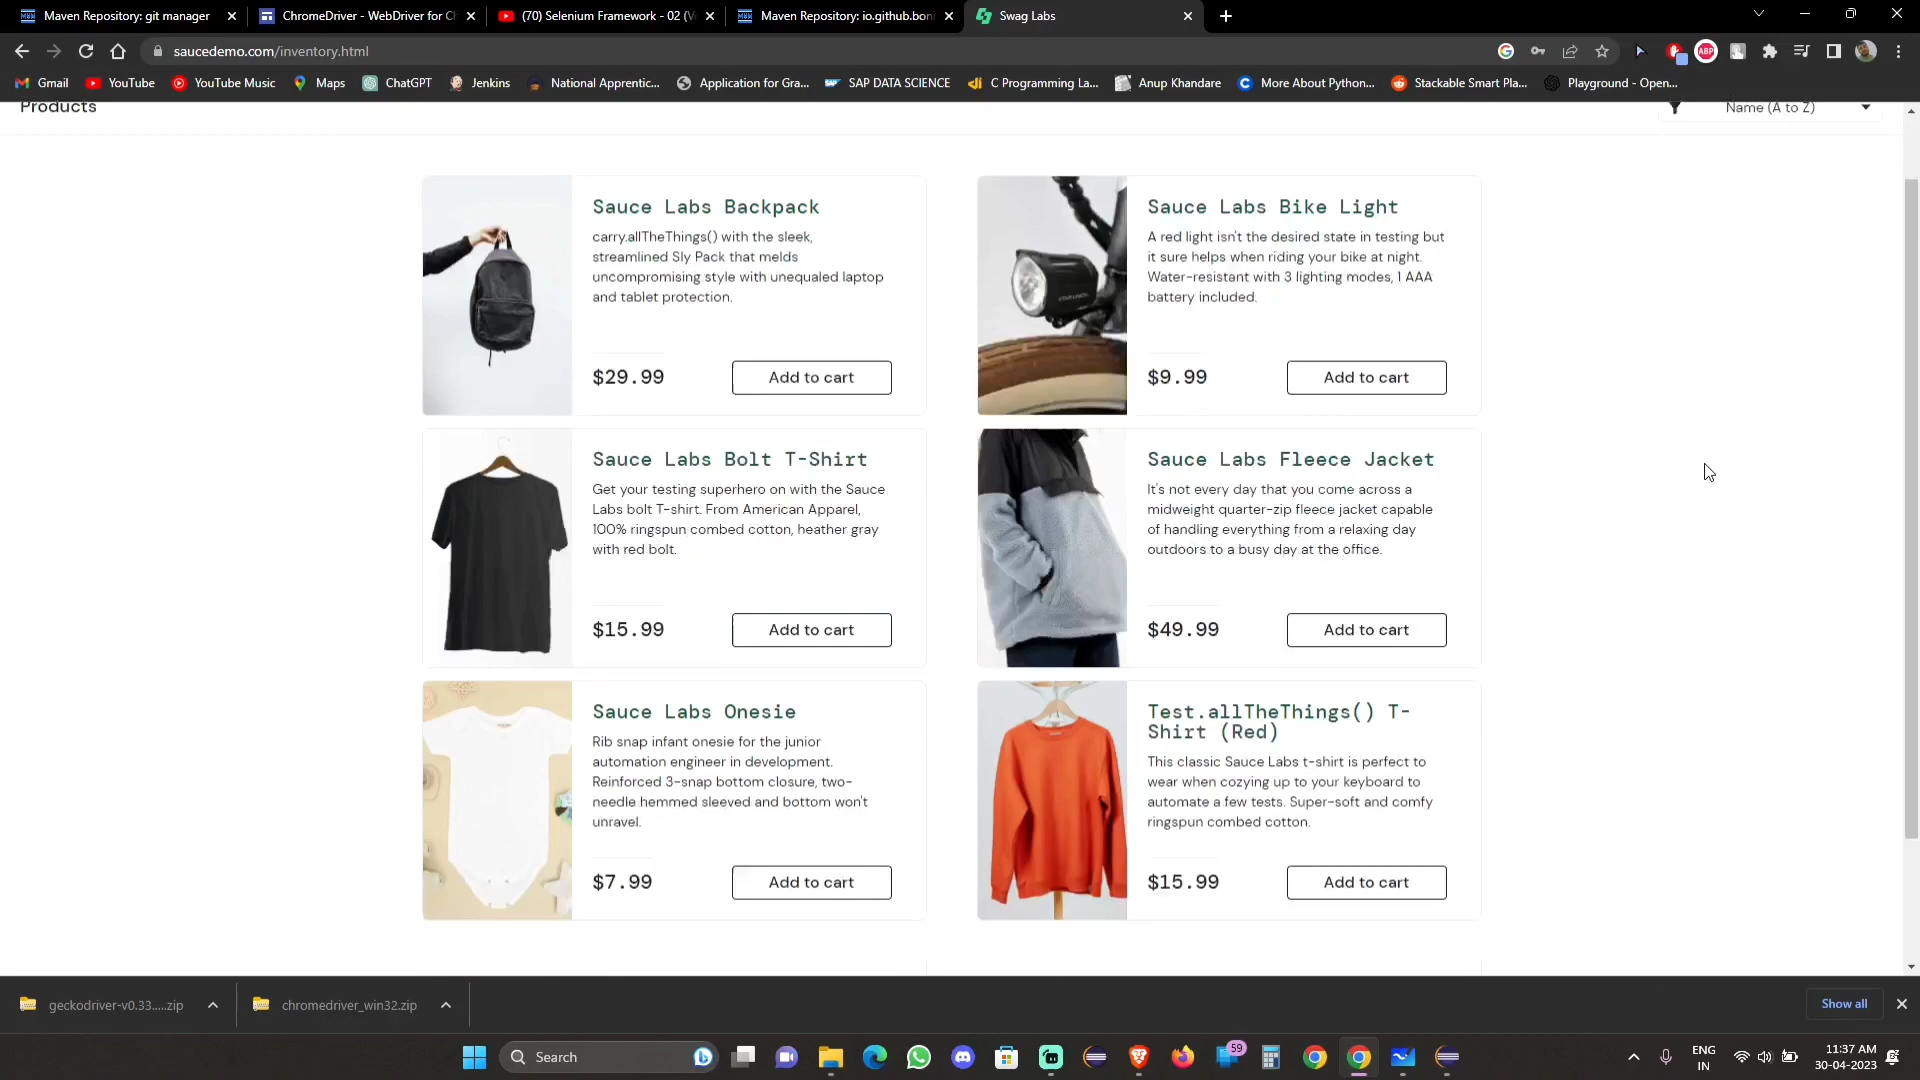 Maven Repository: git manager
ChromeDriver - WebDriver for Ch
(70) Selenium Framework - 02 (V
Maven Repository: io.github.boni
Swag Labs
saucedemo.com/inventory.html
Gmail
YouTube
YouTube Music
Maps
ChatGPT
Jenkins
National Apprentic...
Application for Gra...
SAP DATA SCIENCE
C Programming La...
Anup Khandare
More About Python...
Stackable Smart Pla...
Playground - Open...
Products
Name (A to Z)
Sauce Labs Backpack
carry.allTheThings() with the sleek,
streamlined Sly Pack that melds
uncompromising style with unequaled laptop
and tablet protection.
$29.99
Add to cart
Sauce Labs Bike Light
A red light isn't the desired state in testing but
it sure helps when riding your bike at night.
Water-resistant with 3 lighting modes, 1 AAA
battery included.
$9.99
Add to cart
Sauce Labs Bolt T-Shirt
Get your testing superhero on with the Sauce
Labs bolt T-shirt. From American Apparel,
100% ringspun combed cotton, heather gray
with red bolt.
$15.99
Add to cart
Sauce Labs Fleece Jacket
It's not every day that you come across a
midweight quarter-zip fleece jacket capable
of handling everything from a relaxing day
outdoors to a busy day at the office.
$49.99
Add to cart
Sauce Labs Onesie
Rib snap infant onesie for the junior
automation engineer in development.
Reinforced 3-snap bottom closure, two-
needle hemmed sleeved and bottom won't
unravel.
$7.99
Add to cart
Test.allTheThings() T-
Shirt (Red)
This classic Sauce Labs t-shirt is perfect to
wear when cozying up to your keyboard to
automate a few tests. Super-soft and comfy
ringspun combed cotton.
$15.99
Add to cart
geckodriver-v0.33.....zip
chromedriver_win32.zip
Show all
Search
59
ENG
IN
11:37 AM
30-04-2023